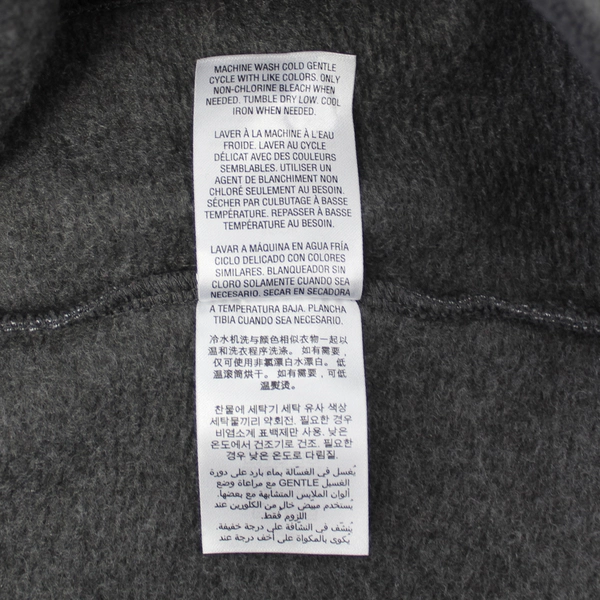 MACHINE WASH COLD GENTLE
CYCLE WITH LIKE COLORS. ONLY
NON-CHLORINE BLEACH WHEN
NEEDED. TUMBLE DRY LOW. COOL
IRON WHEN NEEDED.
LAVER À LA MACHINE À L'EAU
FROIDE. LAVER AU CYCLE
DÉLICAT AVEC DES COULEURS
SEMBLABLES. UTILISER UN
AGENT DE BLANCHIMENT NON
CHLORÉ SEULEMENT AU BESOIN.
SÉCHER PAR CULBUTAGE À BASSE
TEMPÉRATURE. REPASSER À BASSE
TEMPÉRATURE AU BESOIN.
LAVAR A MÁQUINA EN AGUA FRÍA
CICLO DELICADO CON COLORES
SIMILARES. BLANQUEADOR SIN
CLORO SOLAMENTE CUANDO SEA
NECESARIO. SECAR EN SECADORA
A TEMPERATURA BAJA. PLANCHA
TIBIA CUANDO SEA NECESARIO.
冷水机洗与颜色相似衣物一起以
温和洗衣程序洗涤。 如有需要,
仅可使用非氯漂白水漂白。 低
温滚筒烘干。 如有需要, 可低
温熨烫。
찬물에 세탁기 세탁 유사 색상
세탁물끼리 약회전. 필요한 경우
비염소계 표백제만 사용. 낮은
온도에서 건조기로 건조. 필요한
경우 낮은 온도로 다림질.
يُغسل في الغسّالة بماء بارد على دورة
الغسيل GENTLE مع مراعاة وضع
ألوان الملابس المتشابهة مع بعضها.
يُستخدم مبيّض خالٍ من الكلورين عند
اللزوم فقط.
يُنشّف في النشافة على درجة خفيفة.
يُكوى بالمكواة على أخف درجة عند